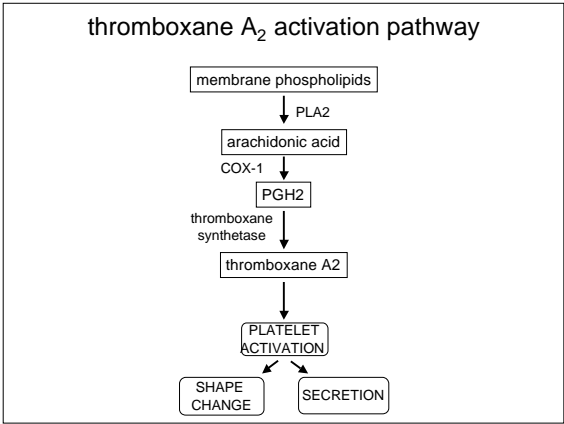 thromboxane A₂ activation pathway
membrane phospholipids
PLA2
arachidonic acid
COX-1
PGH2
thromboxane
synthetase
thromboxane A2
PLATELET
ACTIVATION
SHAPE
CHANGE
SECRETION